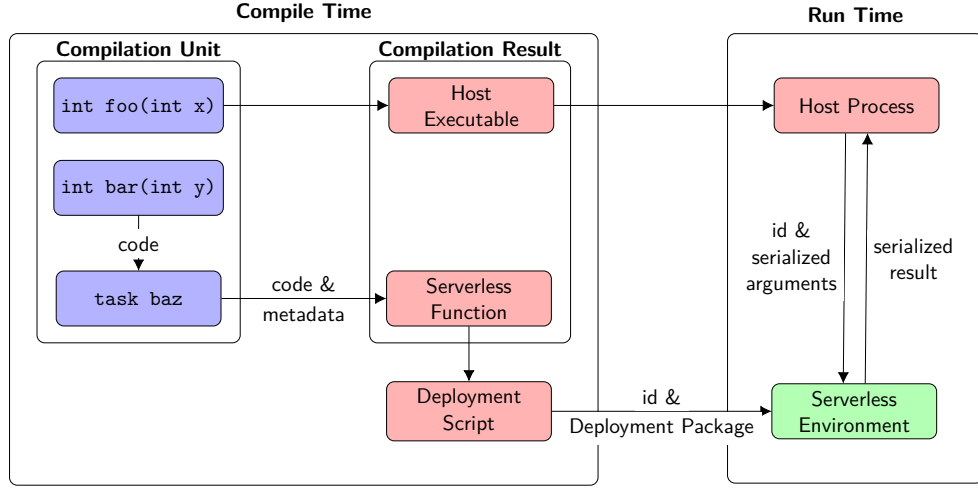 Compile Time
Run Time
Compilation Unit
Compilation Result
int foo(int x)
Host
Executable
Host Process
int bar(int y)
code
id &
serialized
arguments
serialized
result
task baz
code &
metadata
Serverless
Function
Deployment
Script
id &
Deployment Package
Serverless
Environment